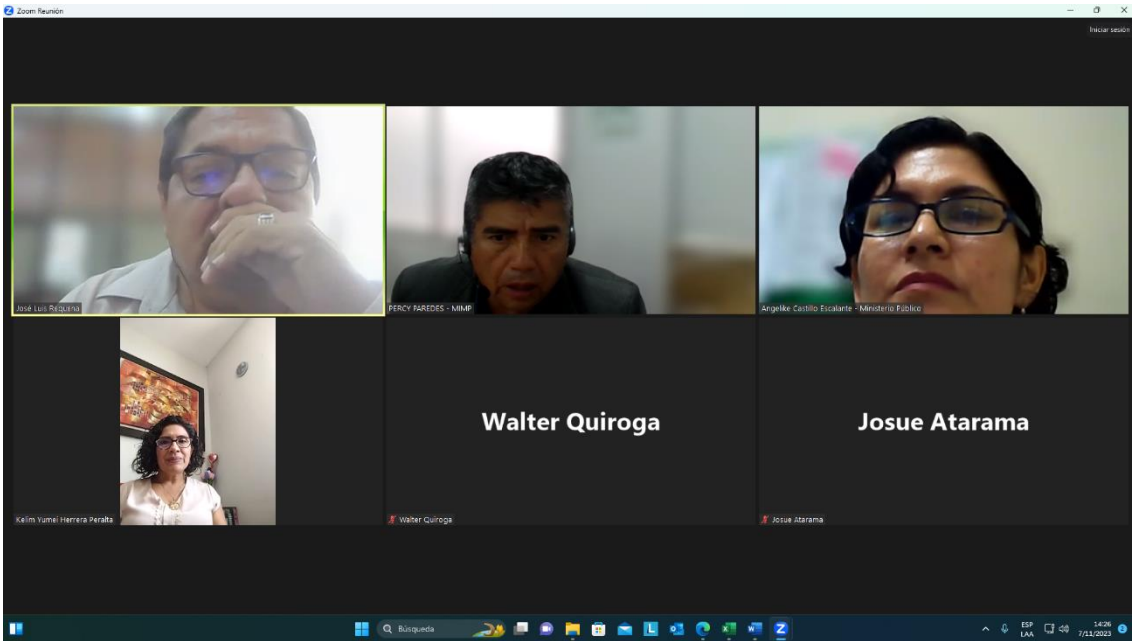 Zoom Reunión
Iniciar sesión
José Luis Requena
PERCY PAREDES - MIMP
Angelike Castillo Escalante - Ministerio Público
Walter Quiroga
Josue Atarama
Kelim Yumei Herrera Peralta
Walter Quiroga
Josue Atarama
Búsqueda
ESP
LAA
14:26
7/11/2023